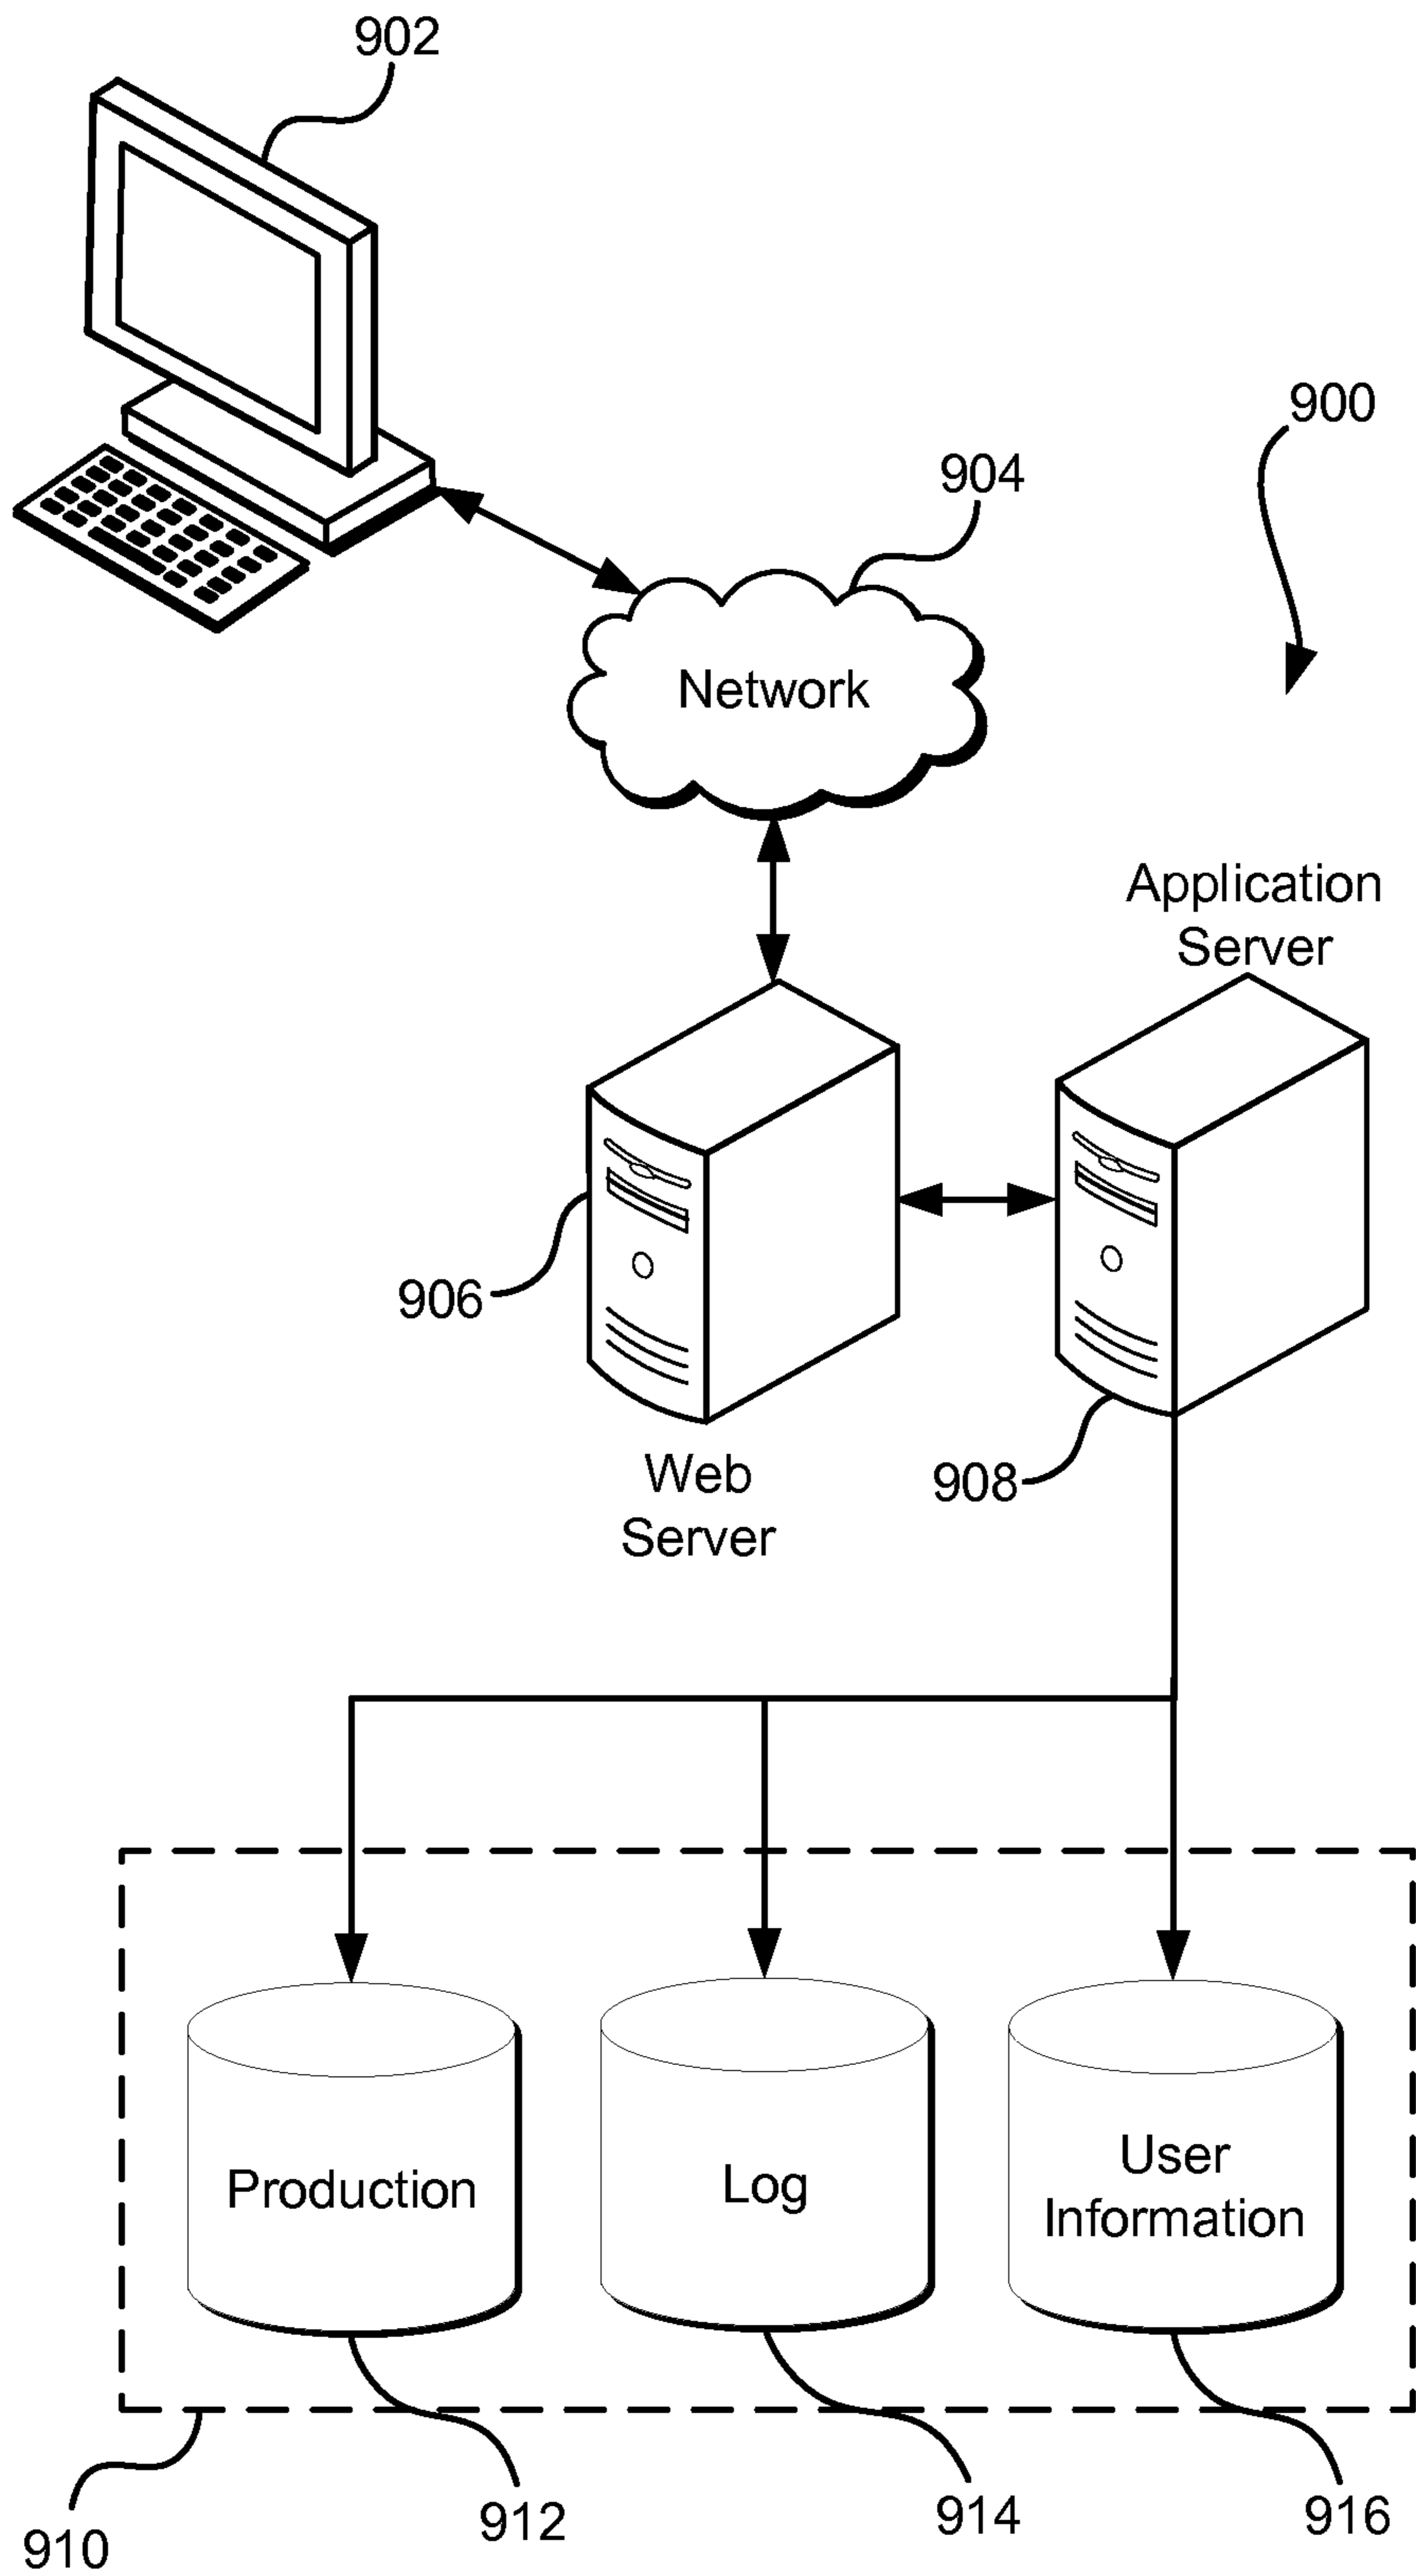 902
900
904
Network
Application
Server
906
Web
Server
908
Production
Log
User
Information
910
912
914
916